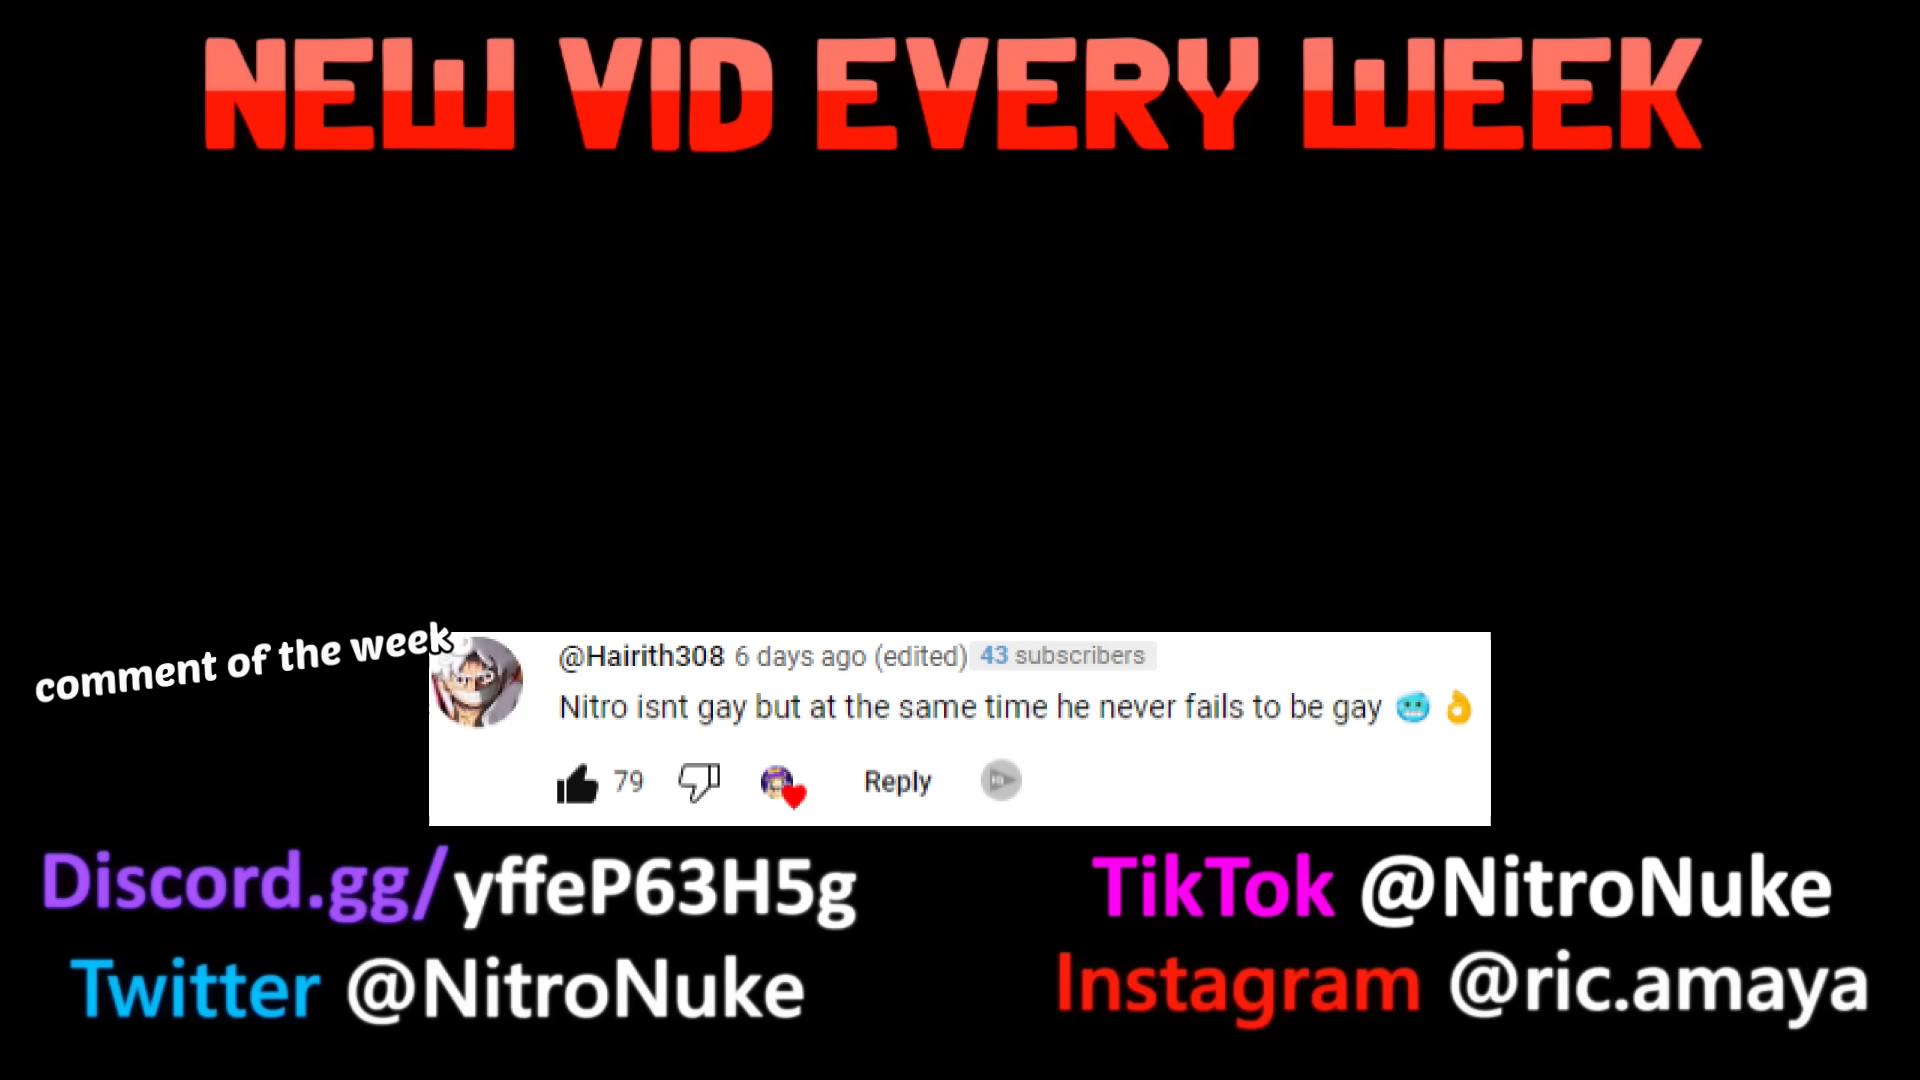 NEW VID EVERY WEEK
comment of the week
@Hairith308 6 days ago (edited) 43 subscribers
Nitro isnt gay but at the same time he never fails to be gay 🥶 👌
79 Reply
Discord.gg/yffeP63H5g
TikTok @NitroNuke
Twitter @NitroNuke
Instagram @ric.amaya